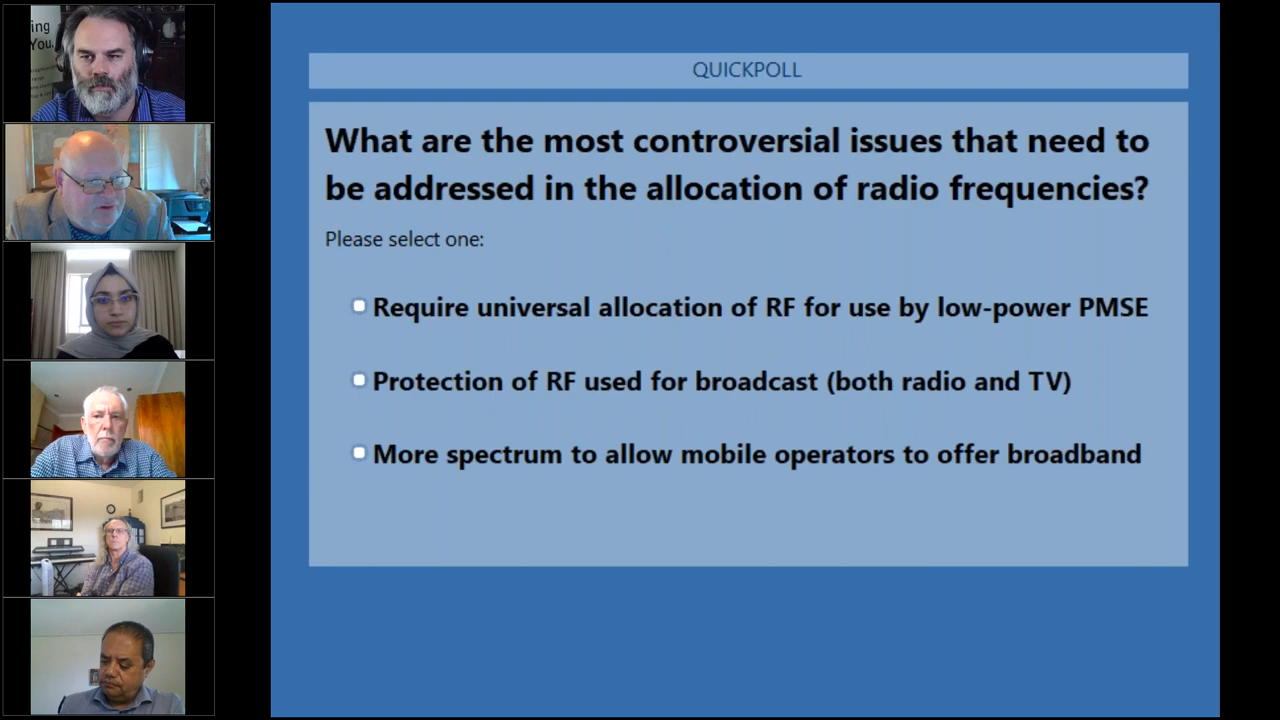 ing
You.
QUICKPOLL
What are the most controversial issues that need to
be addressed in the allocation of radio frequencies?
Please select one:
Require universal allocation of RF for use by low-power PMSE
Protection of RF used for broadcast (both radio and TV)
More spectrum to allow mobile operators to offer broadband